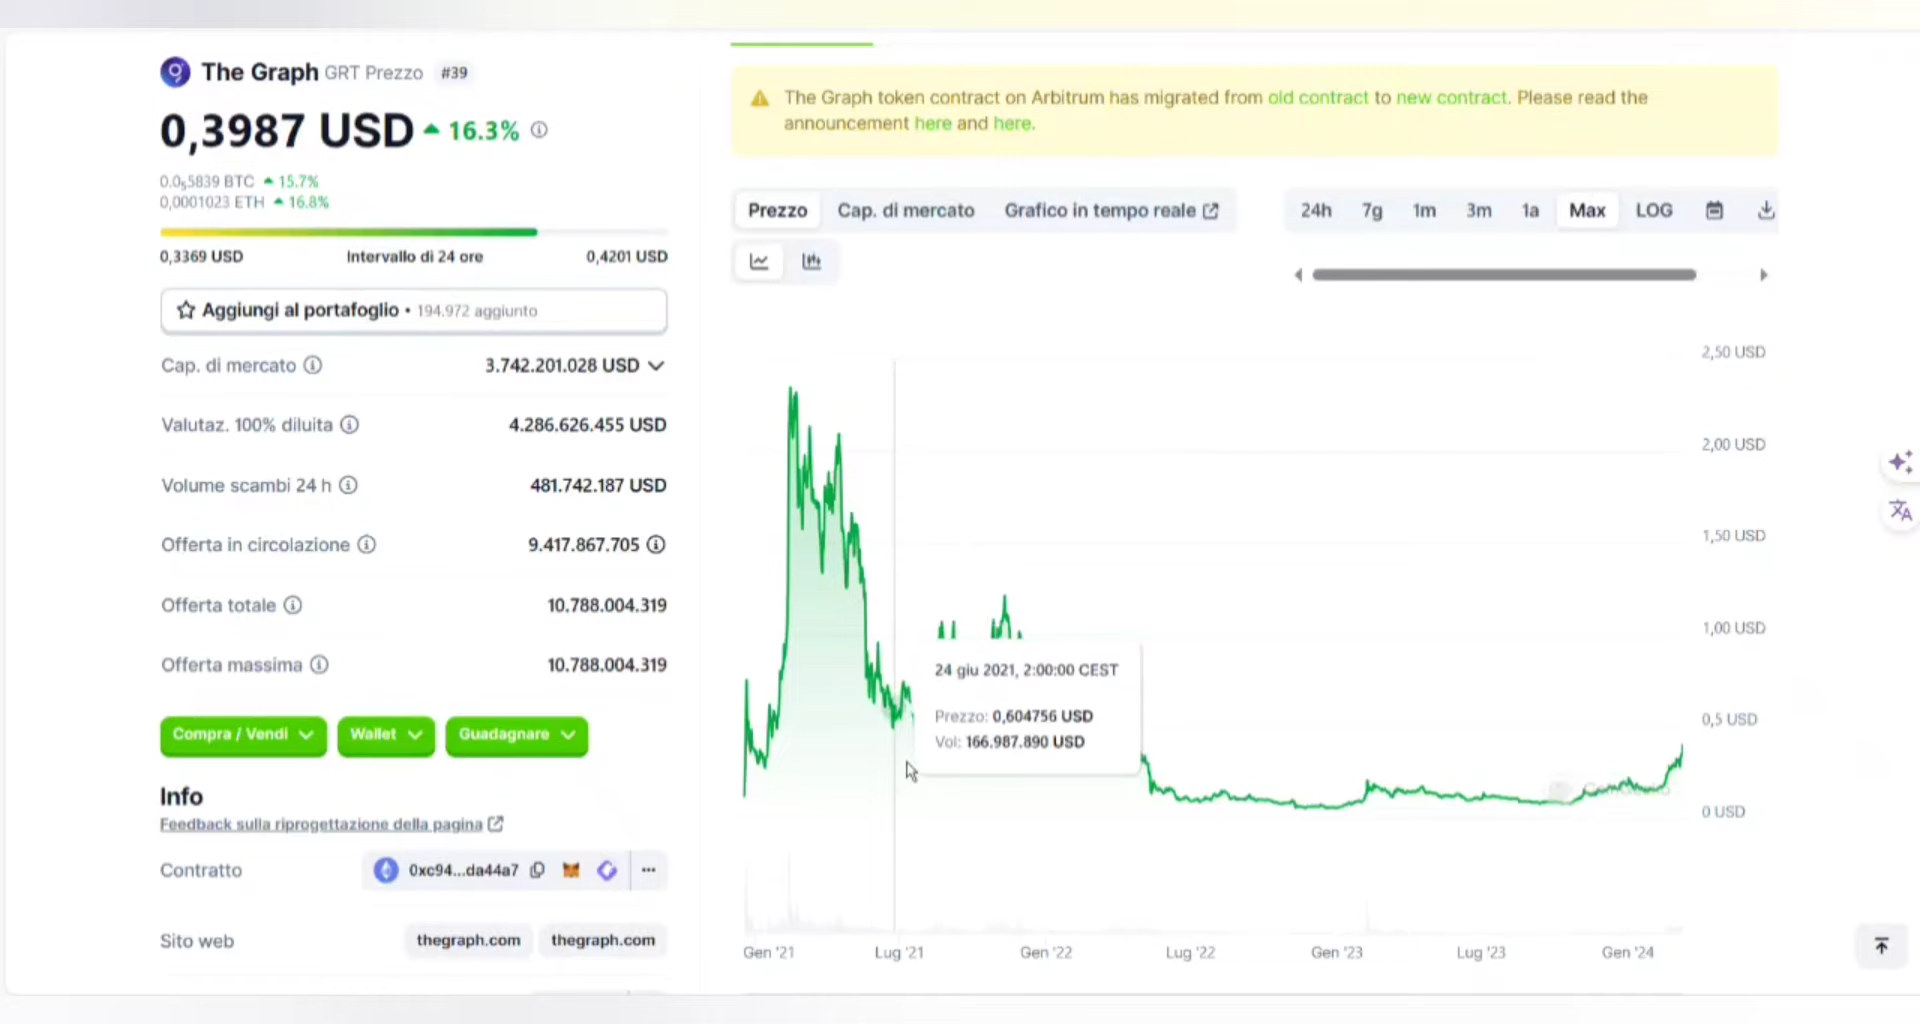 The Graph GRT Prezzo #39
0,3987 USD 16.3%
0.0₅5839 BTC 15.7%
0,0001023 ETH 16.8%
0,3369 USD Intervallo di 24 ore 0,4201 USD
Aggiungi al portafoglio • 194.972 aggiunto
Cap. di mercato 3.742.201.028 USD
Valutaz. 100% diluita 4.286.626.455 USD
Volume scambi 24 h 481.742.187 USD
Offerta in circolazione 9.417.867.705
Offerta totale 10.788.004.319
Offerta massima 10.788.004.319
Compra / Vendi Wallet Guadagnare
Info
Feedback sulla riprogettazione della pagina
Contratto 0xc94...da44a7 ...
Sito web thegraph.com thegraph.com
The Graph token contract on Arbitrum has migrated from old contract to new contract. Please read the
announcement here and here.
Prezzo Cap. di mercato Grafico in tempo reale
24h 7g 1m 3m 1a Max LOG
2,50 USD
2,00 USD
1,50 USD
1,00 USD
0,5 USD
0 USD
24 giu 2021, 2:00:00 CEST
Prezzo: 0,604756 USD
Vol: 166.987.890 USD
Gen '21 Lug '21 Gen '22 Lug '22 Gen '23 Lug '23 Gen '24